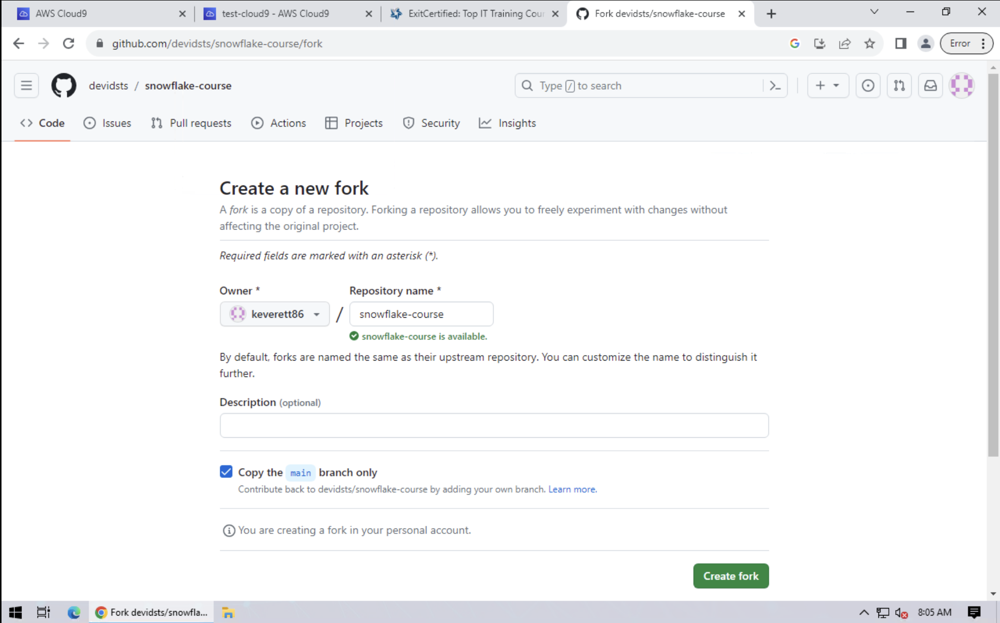 AWS Cloud9
test-cloud9 - AWS Cloud9
ExitCertified: Top IT Training Cour
Fork devidsts/snowflake-course
github.com/devidsts/snowflake-course/fork
Error
devidsts / snowflake-course
Type / to search
Code
Issues
Pull requests
Actions
Projects
Security
Insights
Create a new fork
A fork is a copy of a repository. Forking a repository allows you to freely experiment with changes without
affecting the original project.
Required fields are marked with an asterisk (*).
Owner *
Repository name *
keverett86
/
snowflake-course
snowflake-course is available.
By default, forks are named the same as their upstream repository. You can customize the name to distinguish it
further.
Description (optional)
Copy the main branch only
Contribute back to devidsts/snowflake-course by adding your own branch. Learn more.
You are creating a fork in your personal account.
Create fork
Fork devidsts/snowfla...
8:05 AM